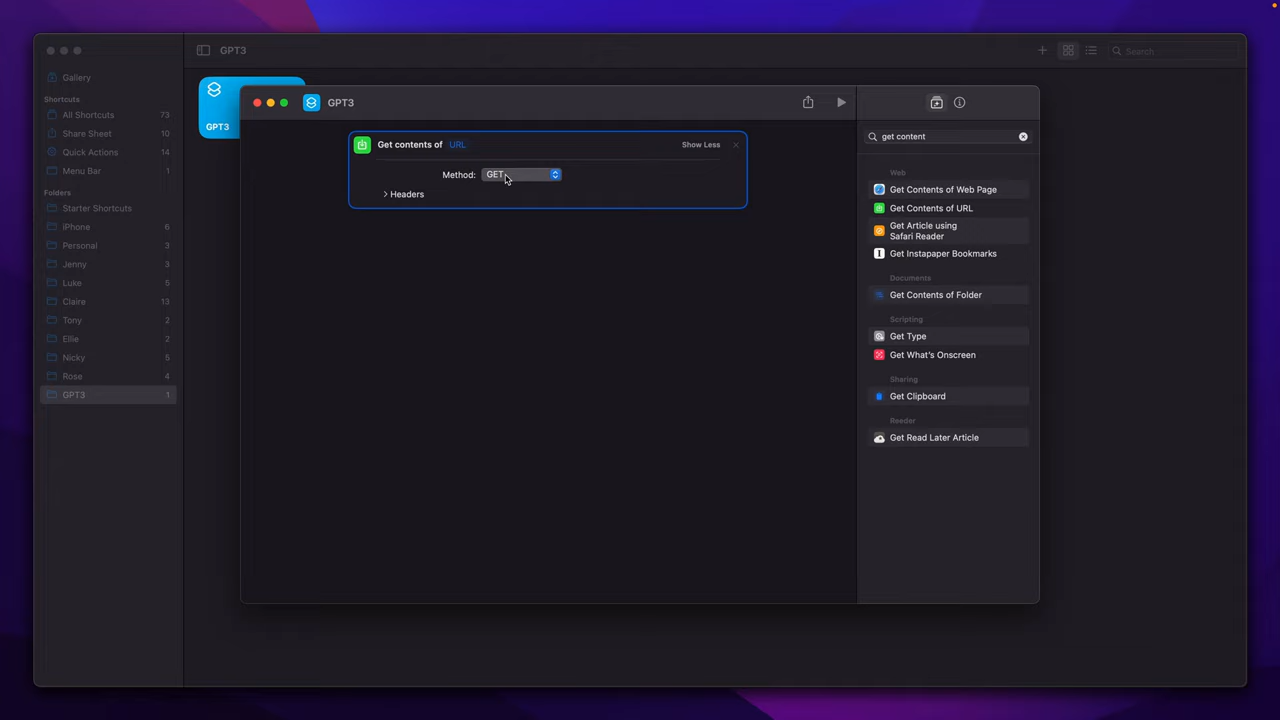 GPT3
Search
Gallery
Shortcuts
All Shortcuts 73
Share Sheet 10
Quick Actions 14
Menu Bar 1
Folders
Starter Shortcuts
iPhone 6
Personal 3
Jenny 3
Luke 5
Claire 13
Tony 2
Ellie 2
Nicky 5
Rose 4
GPT3 1
GPT3
GPT3
Get contents of URL Show Less
Method: GET
Headers
get content
Web
Get Contents of Web Page
Get Contents of URL
Get Article using
Safari Reader
Get Instapaper Bookmarks
Documents
Get Contents of Folder
Scripting
Get Type
Get What's Onscreen
Sharing
Get Clipboard
Reeder
Get Read Later Article